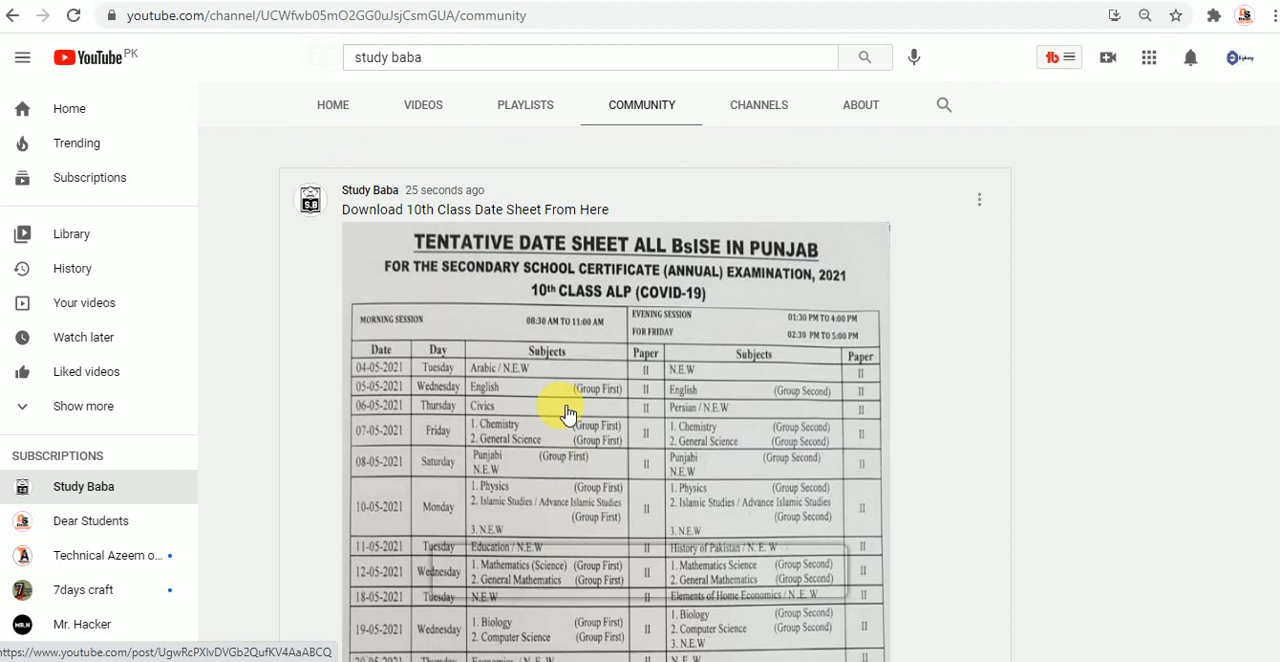 youtube.com/channel/UCWfwb05mO2GG0uJsjCsmGUA/community
YouTube PK
study baba
Home
Trending
Subscriptions
Library
History
Your videos
Watch later
Liked videos
Show more
SUBSCRIPTIONS
Study Baba
Dear Students
Technical Azeem o...
7days craft
Mr. Hacker
https://www.youtube.com/post/UgwRcPXlvDVGb2QufKV4AaABCQ
HOME VIDEOS PLAYLISTS COMMUNITY CHANNELS ABOUT
Study Baba 25 seconds ago
Download 10th Class Date Sheet From Here
TENTATIVE DATE SHEET ALL BsISE IN PUNJAB
FOR THE SECONDARY SCHOOL CERTIFICATE (ANNUAL) EXAMINATION, 2021
10th CLASS ALP (COVID-19)
MORNING SESSION 08:30 AM TO 11:00 AM EVENING SESSION 01:30 PM TO 4:00 PM
FOR FRIDAY 02:30 PM TO 5:00 PM
Date Day Subjects Paper Subjects Paper
04-05-2021 Tuesday Arabic / N.E.W II N.E.W II
05-05-2021 Wednesday English (Group First) II English (Group Second) II
06-05-2021 Thursday Civics II Persian / N.E.W II
07-05-2021 Friday 1. Chemistry (Group First) II 1. Chemistry (Group Second) II
2. General Science (Group First) 2. General Science (Group Second)
08-05-2021 Saturday Punjabi (Group First) II Punjabi (Group Second) II
N.E.W N.E.W
10-05-2021 Monday 1. Physics (Group First) II 1. Physics (Group Second) II
2. Islamic Studies / Advance Islamic Studies 2. Islamic Studies / Advance Islamic Studies
(Group First) (Group Second)
3. N.E.W 3. N.E.W
11-05-2021 Tuesday Education / N.E.W II History of Pakistan / N. E. W II
12-05-2021 Wednesday 1. Mathematics (Science) (Group First) II 1. Mathematics Science (Group Second) II
2. General Mathematics (Group First) 2. General Mathematics (Group Second)
18-05-2021 Tuesday N.E.W II Elements of Home Economics / N.E.W II
19-05-2021 Wednesday 1. Biology (Group First) II 1. Biology (Group Second) II
2. Computer Science (Group First) 2. Computer Science (Group Second)
3. N.E.W